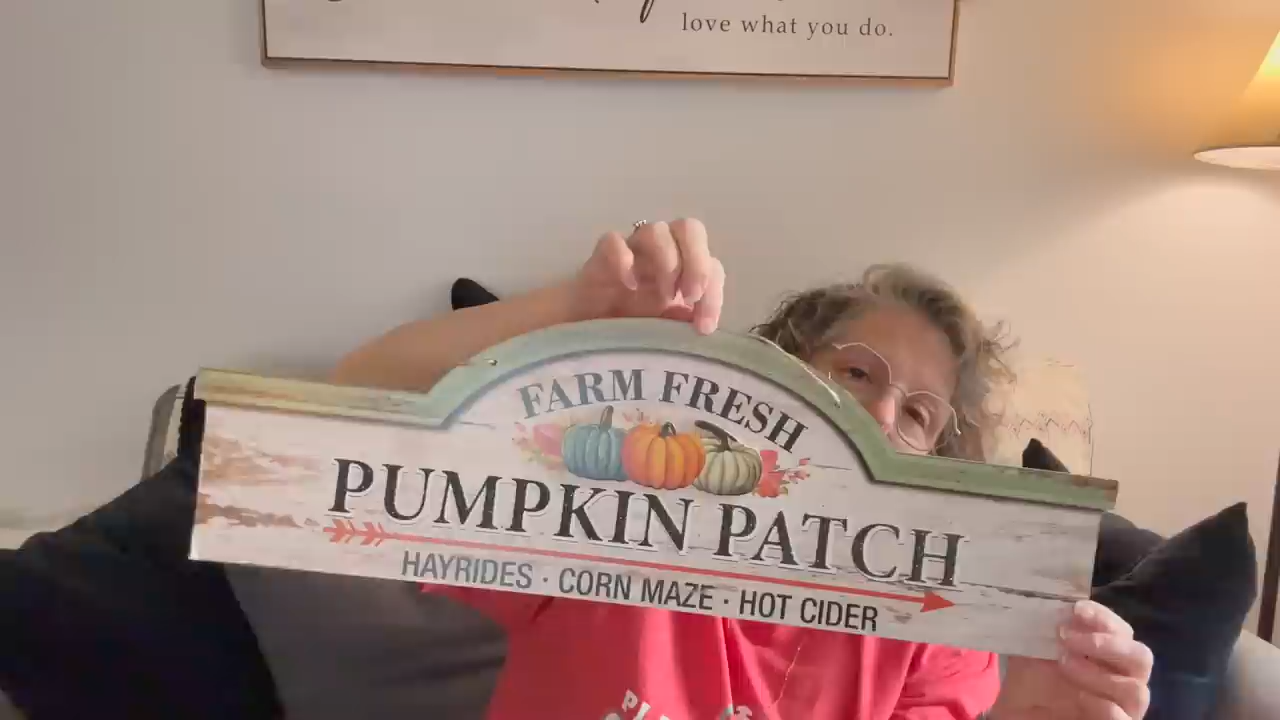 love what you do.
FARM FRESH
PUMPKIN PATCH
HAYRIDES · CORN MAZE · HOT CIDER